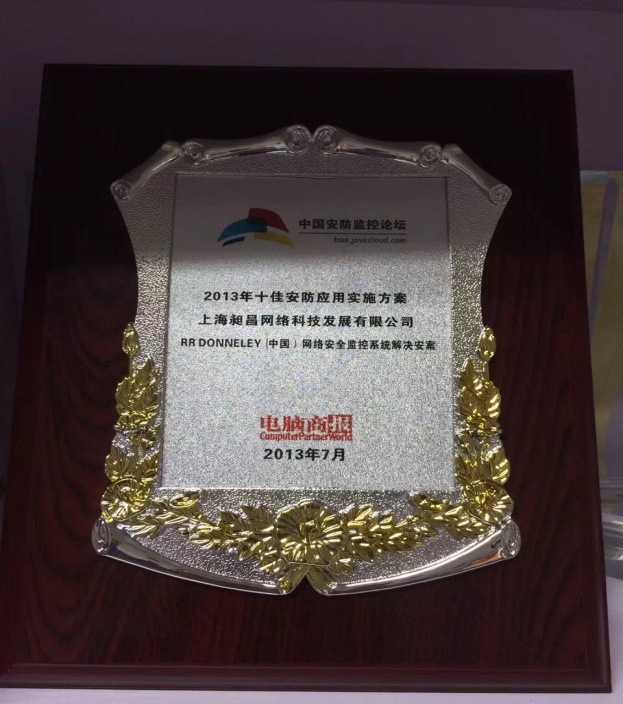 中国安防监控论坛
bbs.jovecloud.com
2013年十佳安防应用实施方案
上海昶昌网络科技发展有限公司
RR DONNELEY (中国) 网络安全监控系统解决安案
电脑商报
ComputerPartnerWorld
2013年7月